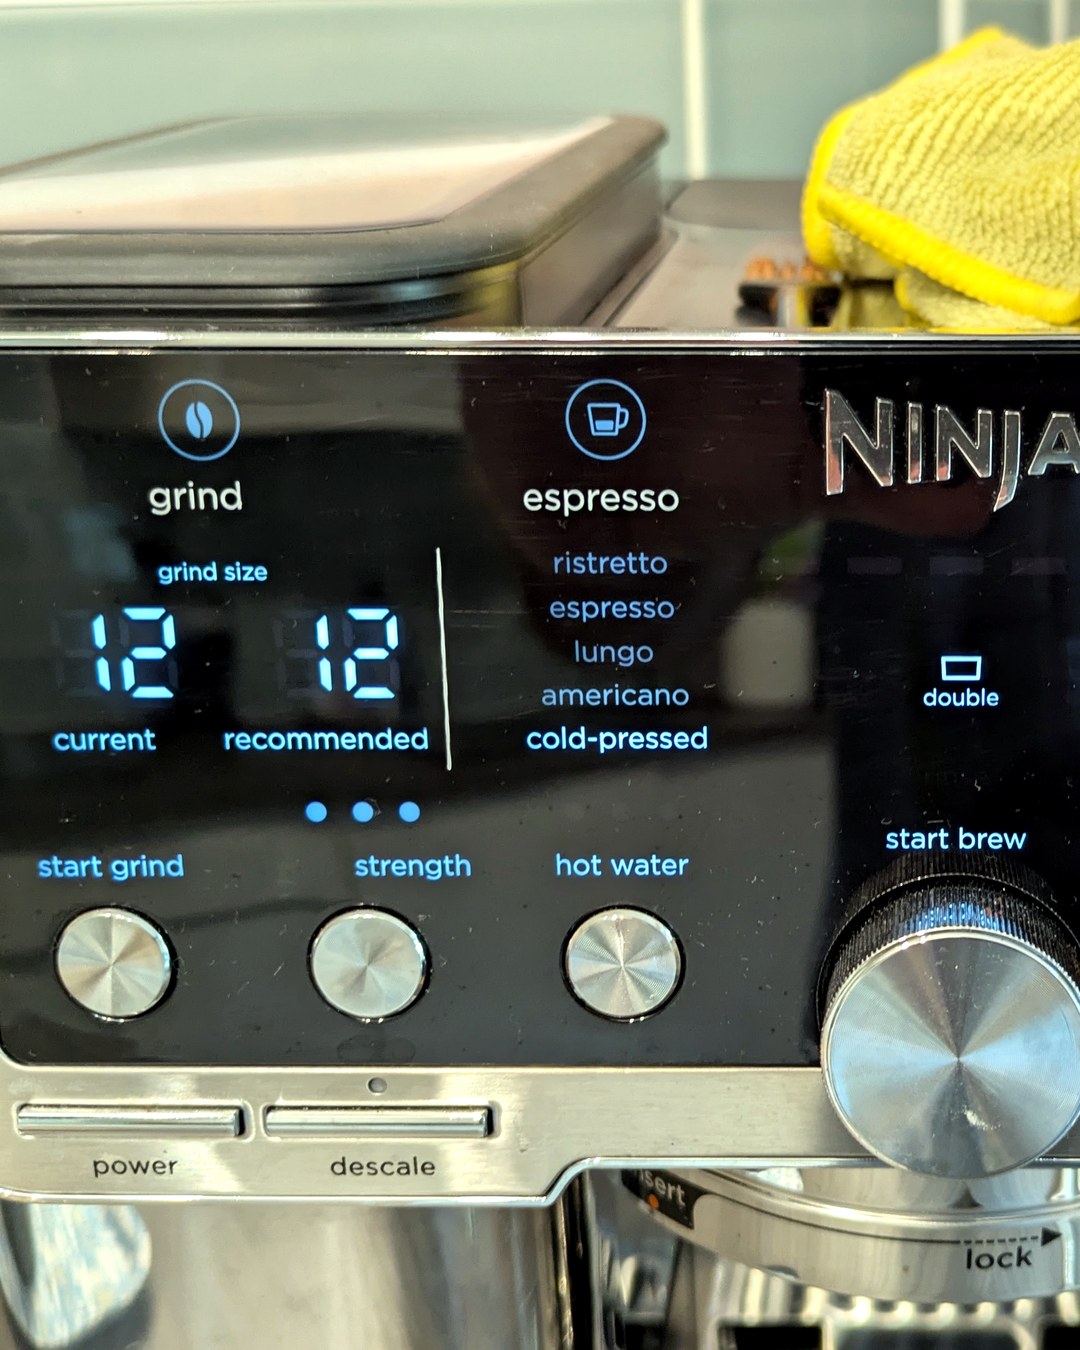 NINJA
grind
grind size
12 12
current recommended
start grind
strength
espresso
ristretto
espresso
lungo
americano
cold-pressed
hot water
double
start brew
power
descale
lock